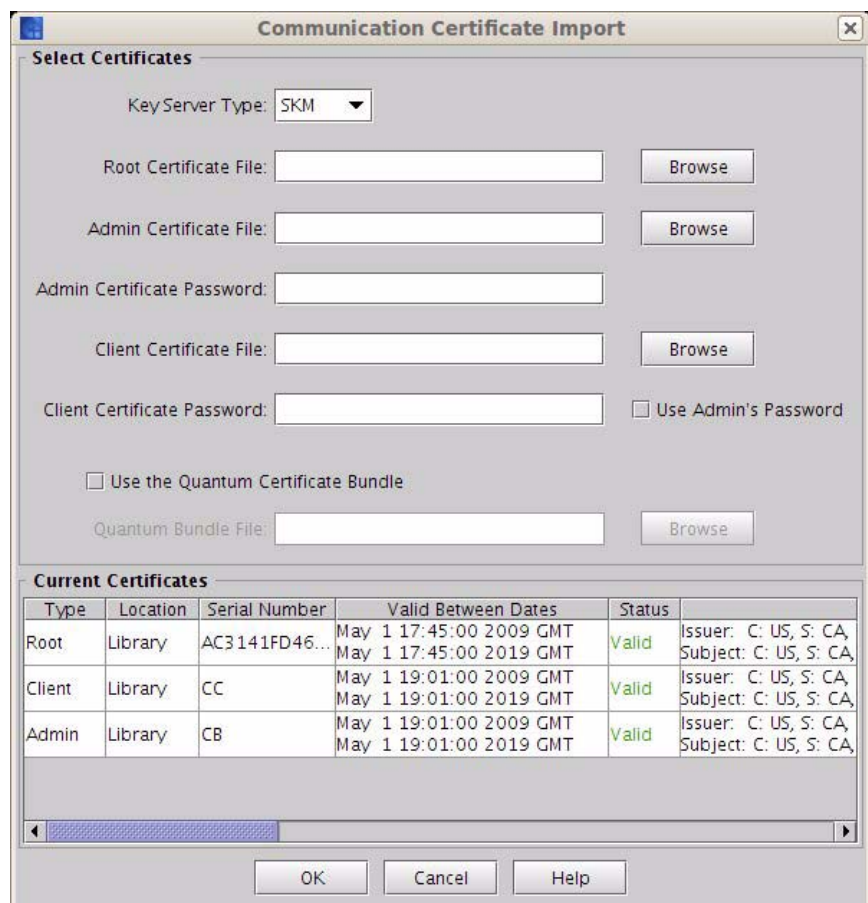 Communication Certificate Import
Select Certificates
Key Server Type: SKM
Root Certificate File: Browse
Admin Certificate File: Browse
Admin Certificate Password:
Client Certificate File: Browse
Client Certificate Password: Use Admin's Password
Use the Quantum Certificate Bundle
Quantum Bundle File: Browse
Current Certificates
Type Location Serial Number Valid Between Dates Status
Root Library AC3141FD46... May 1 17:45:00 2009 GMT Valid Issuer: C: US, S: CA,
May 1 17:45:00 2019 GMT Subject: C: US, S: CA,
Client Library CC May 1 19:01:00 2009 GMT Valid Issuer: C: US, S: CA,
May 1 19:01:00 2019 GMT Subject: C: US, S: CA,
Admin Library CB May 1 19:01:00 2009 GMT Valid Issuer: C: US, S: CA,
May 1 19:01:00 2019 GMT Subject: C: US, S: CA,
OK Cancel Help